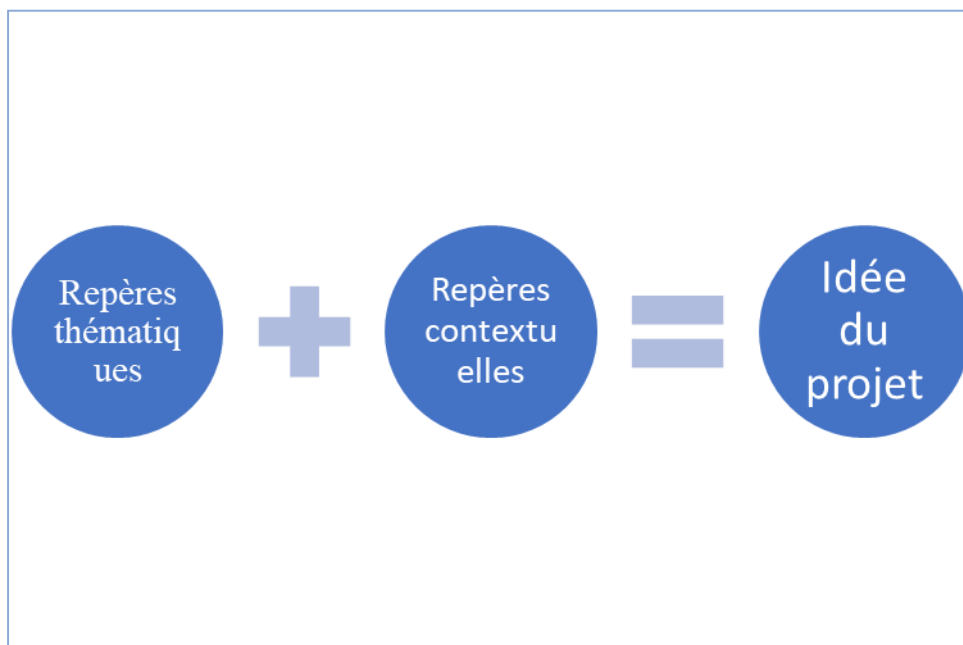 Repères
thématiq
ues
Repères
contextu
elles
Idée
du
projet